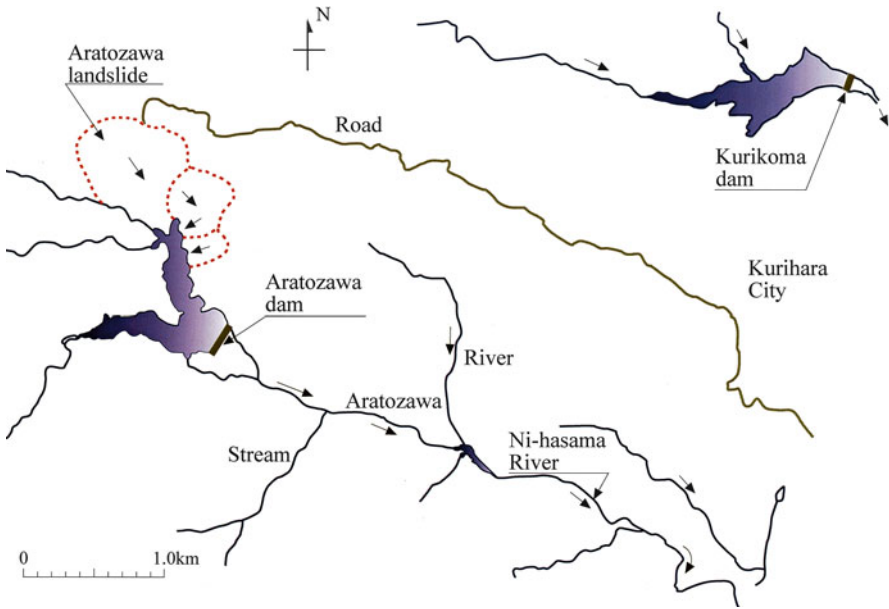 Aratozawa
landslide
N
Road
Kurikoma
dam
Kurihara
City
Aratozawa
dam
River
Aratozawa
Stream
Ni-hasama
River
0
1.0km